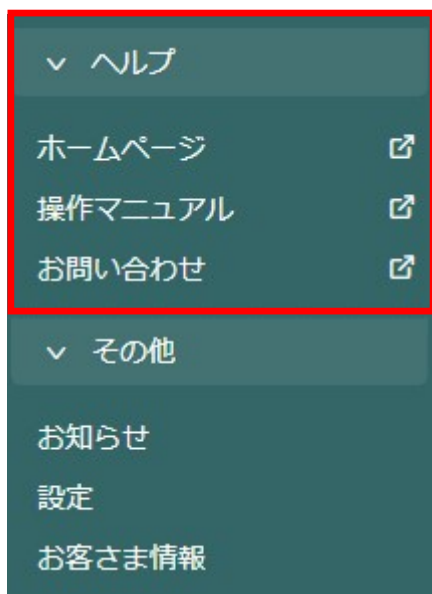 ヘルプ
ホームページ
操作マニュアル
お問い合わせ
その他
お知らせ
設定
お客さま情報